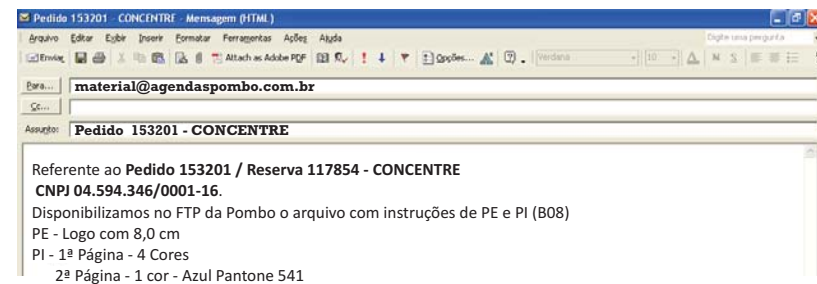 Pedido 153201 - CONCENTRE - Mensagem (HTML)
Arquivo Editar Exibir Inserir Formatar Ferramentas Ações Ajuda Digite uma pergunta
Enviar Attach as Adobe PDF Opções... Verdana 10 N S
Para... material@agendaspombo.com.br
Cc...
Assunto: Pedido 153201 - CONCENTRE
Referente ao Pedido 153201 / Reserva 117854 - CONCENTRE
CNPJ 04.594.346/0001-16.
Disponibilizamos no FTP da Pombo o arquivo com instruções de PE e PI (B08)
PE - Logo com 8,0 cm
PI - 1ª Página - 4 Cores
2ª Página - 1 cor - Azul Pantone 541